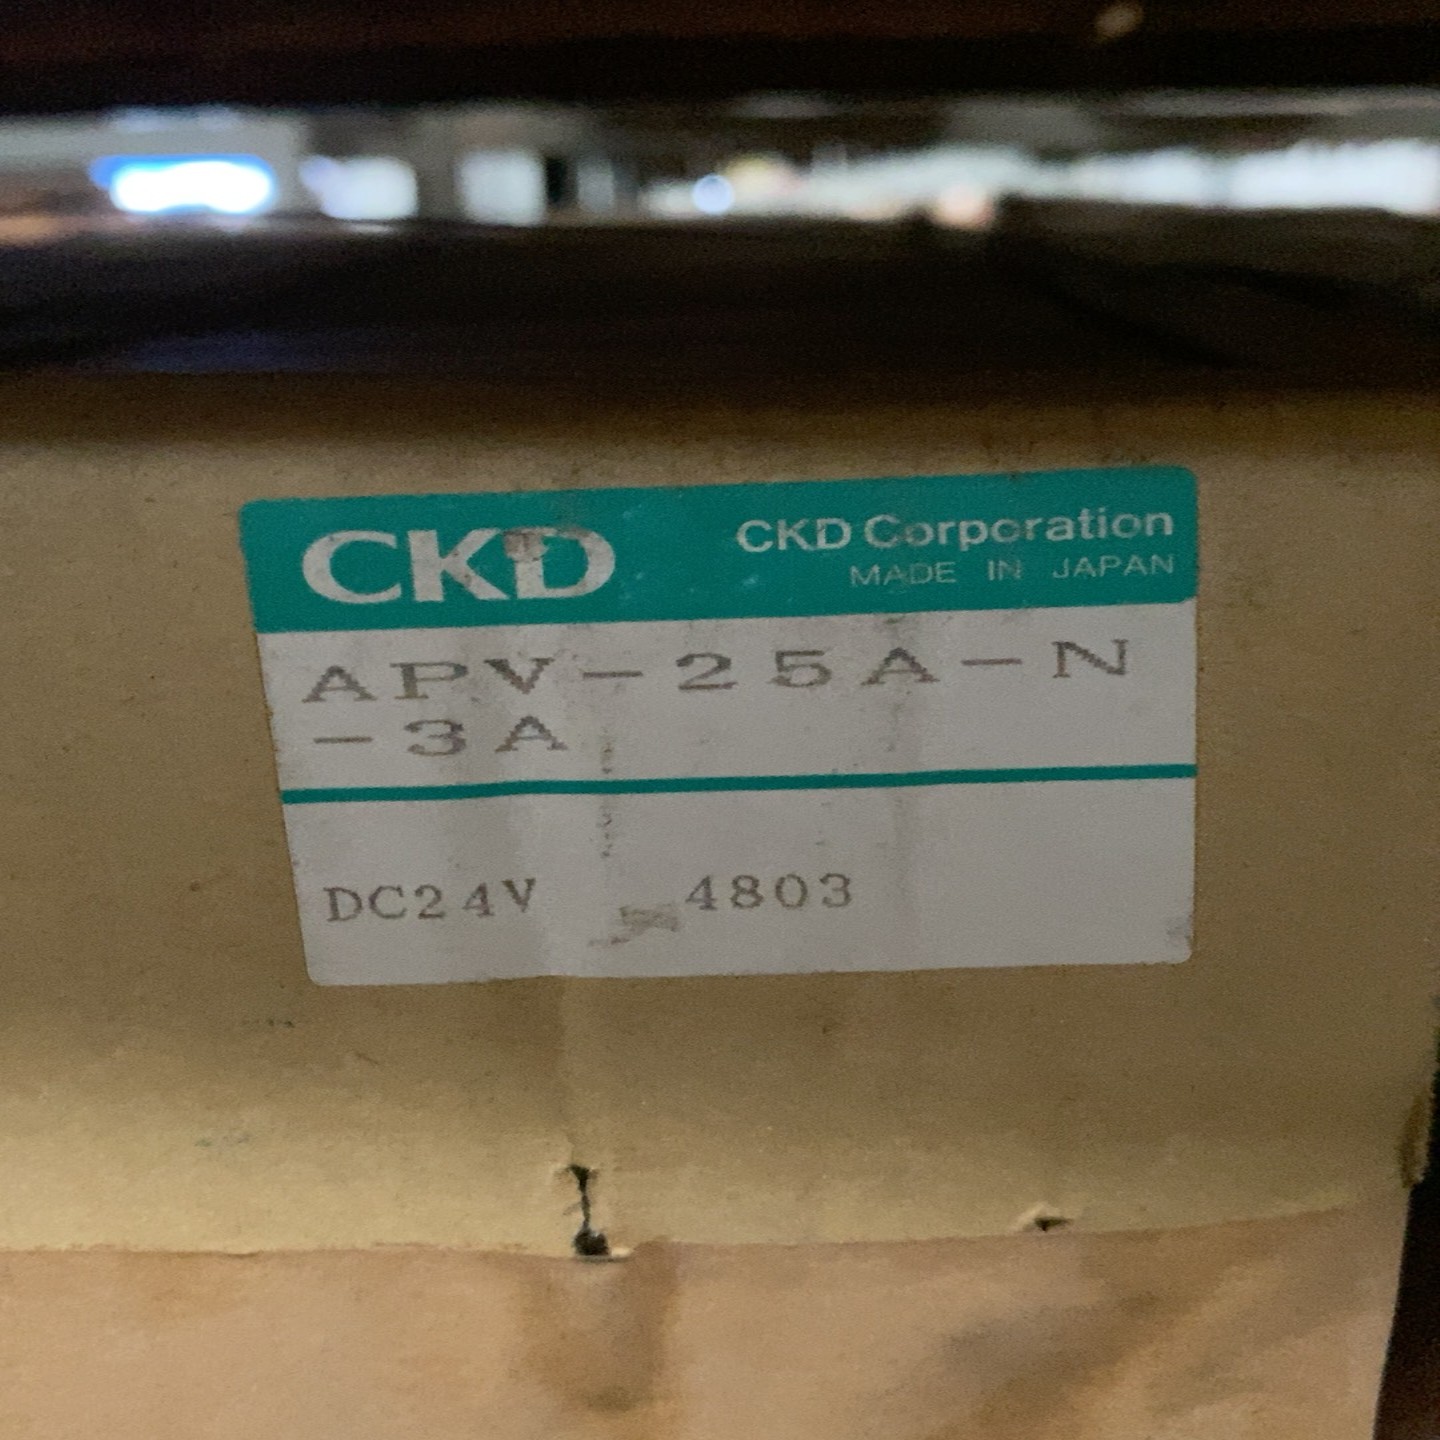 CKD
CKD Corporation
MADE IN JAPAN
APV-25A-N
-3A
DC24V 4803